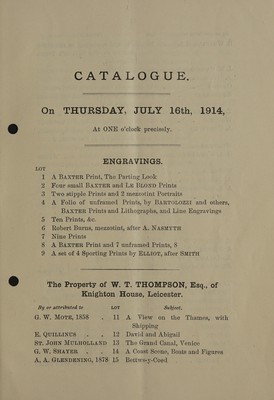 CATALOGUE.
On THURSDAY, JULY 16th, 1914,
At ONE o'clock precisely.
ENGRAVINGS.
LOT
1 A BAXTER Print, The Parting Look
2 Four small BAXTER and LE BLOND Prints
3 Two stipple Prints and 2 mezzotint Portraits
4 A Folio of unframed Prints, by BARTOLOZZI and others,
BAXTER Prints and Lithographs, and Line Engravings
5 Ten Prints, &c.
6 Robert Burns, mezzotint, after A. NASMYTH
7 Nine Prints
8 A BAXTER Print and 7 unframed Prints, 8
9 A set of 4 Sporting Prints by ELLIOT, after SMITH
The Property of W. T. THOMPSON, Esq., of
Knighton House, Leicester.
By or attributed to LOT Subject.
G. W. MOTE, 1858 . 11 A View on the Thames, with
Shipping
E. QUILLINUS . . 12 David and Abigail
ST. JOHN MULHOLLAND 13 The Grand Canal, Venice
G. W. SHAYER . . 14 A Coast Scene, Boats and Figures
A. A. GLENDENING, 1878 15 Bettws-y-Coed